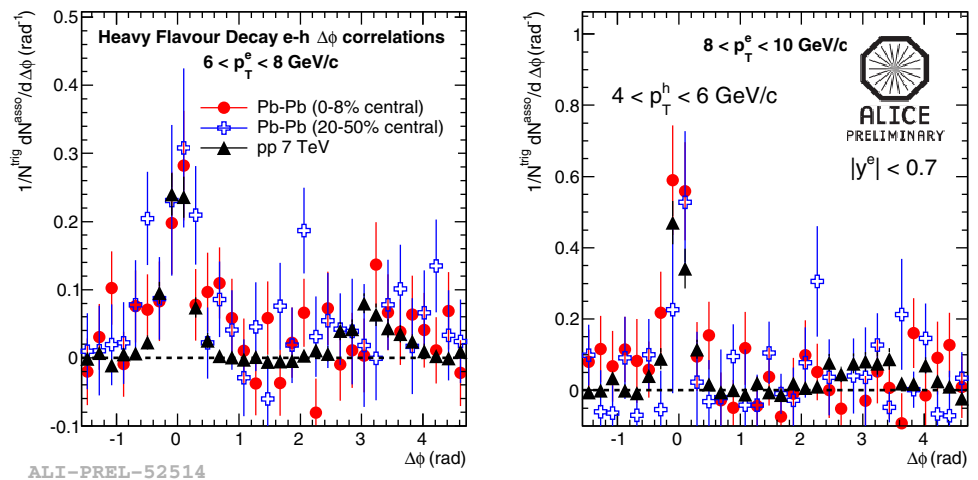 Heavy Flavour Decay e-h Δϕ correlations
6 < p_T^e < 8 GeV/c
Pb-Pb (0-8% central)
Pb-Pb (20-50% central)
pp 7 TeV
1/N^trig dN^asso/d Δϕ (rad^-1)
0.5
0.4
0.3
0.2
0.1
0
-0.1
-1 0 1 2 3 4
Δϕ (rad)
8 < p_T^e < 10 GeV/c
4 < p_T^h < 6 GeV/c
ALICE
PRELIMINARY
|y^e| < 0.7
1/N^trig dN^asso/d Δϕ (rad^-1)
1
0.8
0.6
0.4
0.2
0
-1 0 1 2 3 4
Δϕ (rad)
ALI-PREL-52514